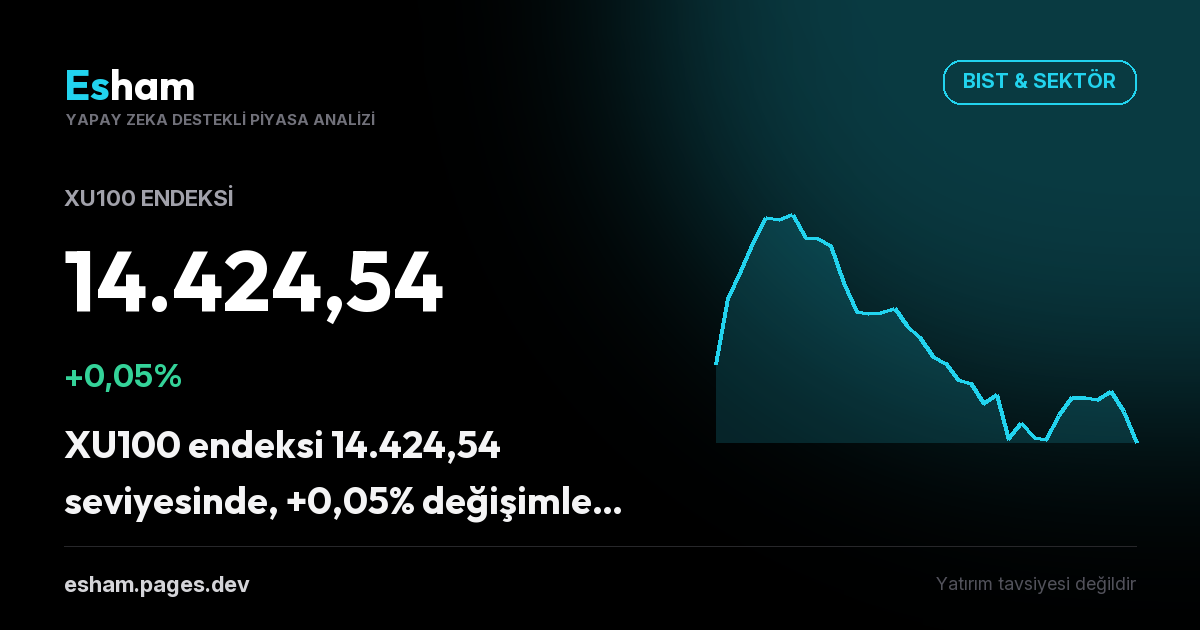 Esham
BIST & SEKTÖR
YAPAY ZEKA DESTEKLİ PİYASA ANALİZİ
XU100 ENDEKSİ
14.424,54
+0,05%
XU100 endeksi 14.424,54
seviyesinde, +0,05% değişimle...
esham.pages.dev
Yatırım tavsiyesi değildir